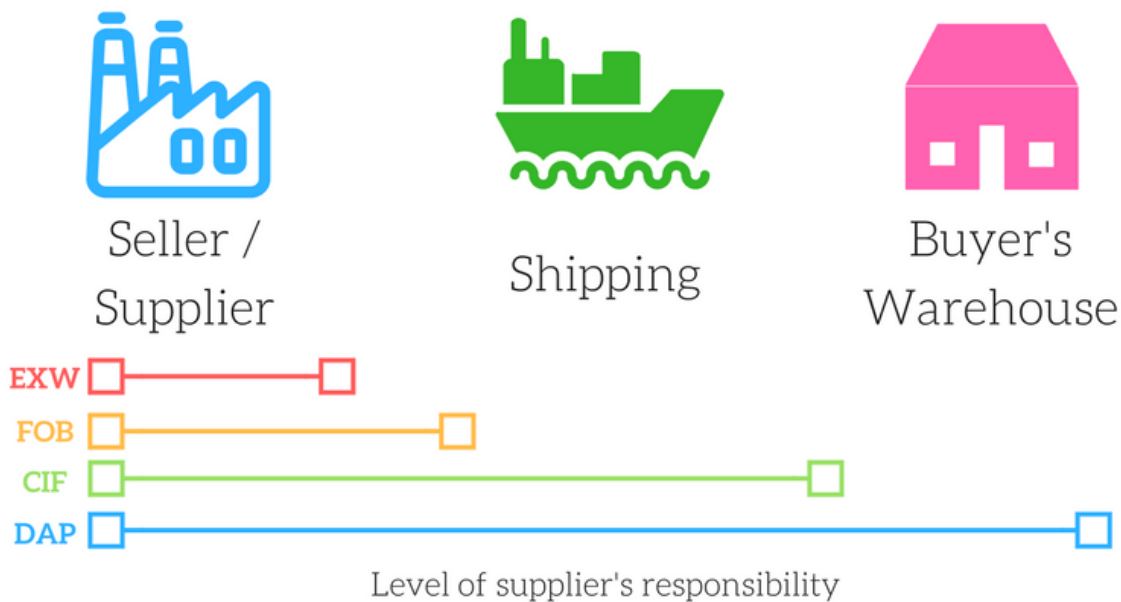 Seller /
Supplier
Shipping
Buyer's
Warehouse
EXW
FOB
CIF
DAP
Level of supplier's responsibility